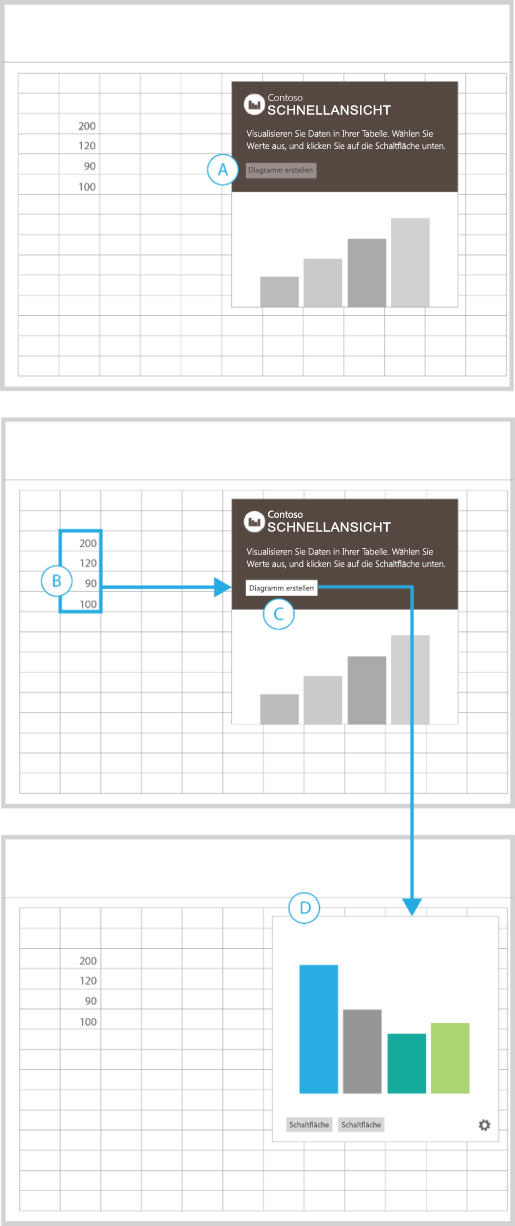 Contoso
SCHNELLANSICHT
Visualisieren Sie Daten in Ihrer Tabelle. Wählen Sie
Werte aus, und klicken Sie auf die Schaltfläche unten.
A
Diagramm erstellen
200
120
90
100
Contoso
SCHNELLANSICHT
Visualisieren Sie Daten in Ihrer Tabelle. Wählen Sie
Werte aus, und klicken Sie auf die Schaltfläche unten.
200
120
B
90
100
Diagramm erstellen
C
D
200
120
90
100
Schaltfläche Schaltfläche